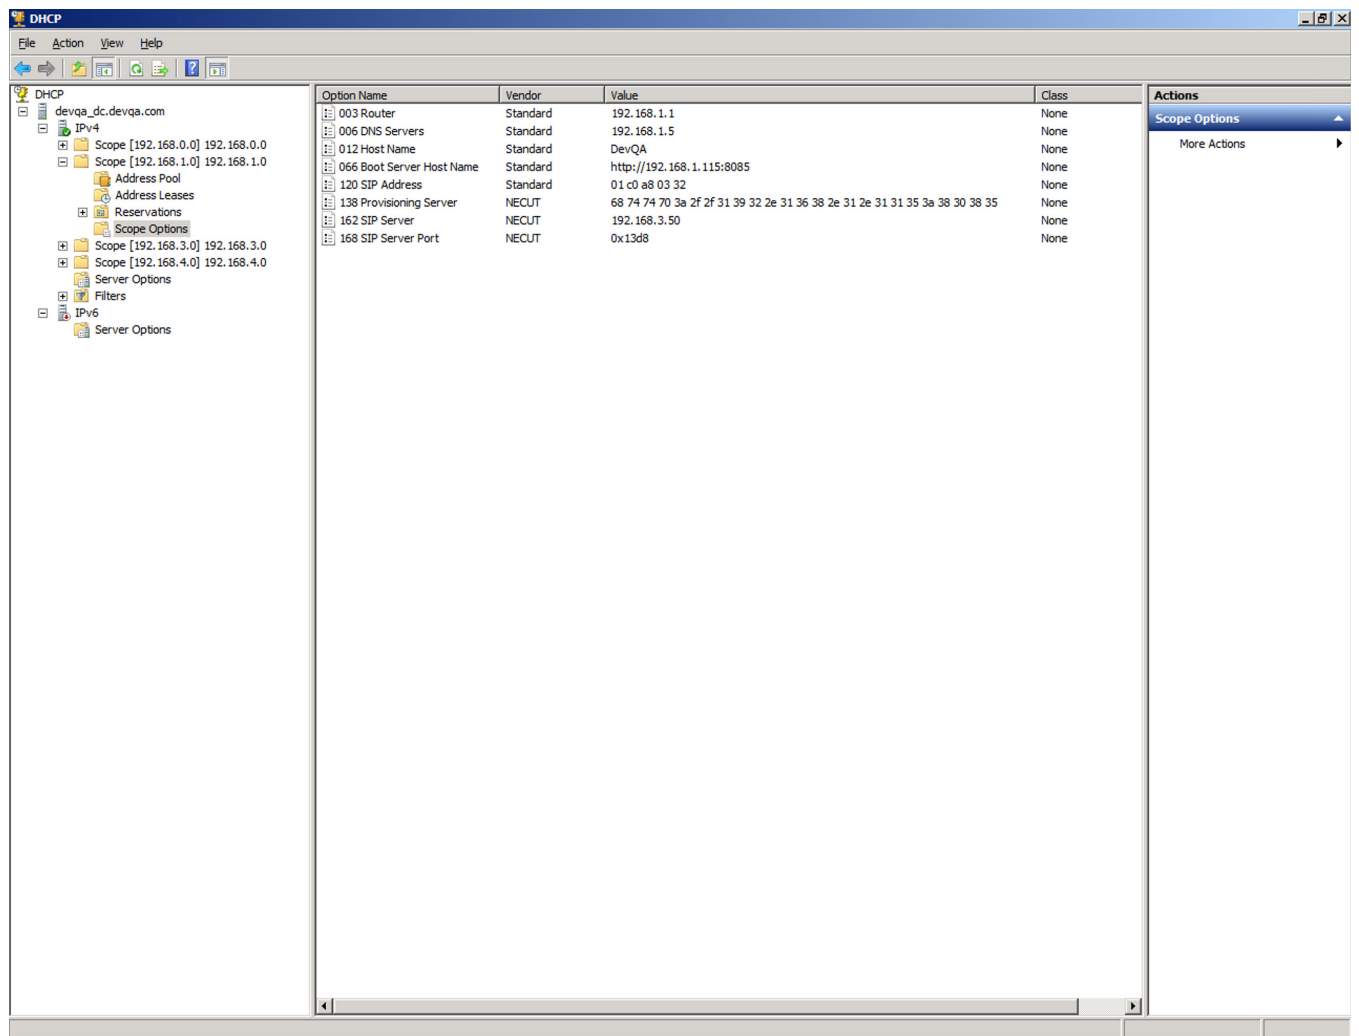 DHCP
File Action View Help
DHCP
devqa_dc.devqa.com
IPv4
Scope [192.168.0.0] 192.168.0.0
Scope [192.168.1.0] 192.168.1.0
Address Pool
Address Leases
Reservations
Scope Options
Scope [192.168.3.0] 192.168.3.0
Scope [192.168.4.0] 192.168.4.0
Server Options
Filters
IPv6
Server Options
Option Name Vendor Value Class
003 Router Standard 192.168.1.1 None
006 DNS Servers Standard 192.168.1.5 None
012 Host Name Standard DevQA None
066 Boot Server Host Name Standard http://192.168.1.115:8085 None
120 SIP Address Standard 01 c0 a8 03 32 None
138 Provisioning Server NECUT 68 74 74 70 3a 2f 2f 31 39 32 2e 31 36 38 2e 31 2e 31 31 35 3a 38 30 38 35 None
162 SIP Server NECUT 192.168.3.50 None
168 SIP Server Port NECUT 0x13d8 None
Actions
Scope Options
More Actions